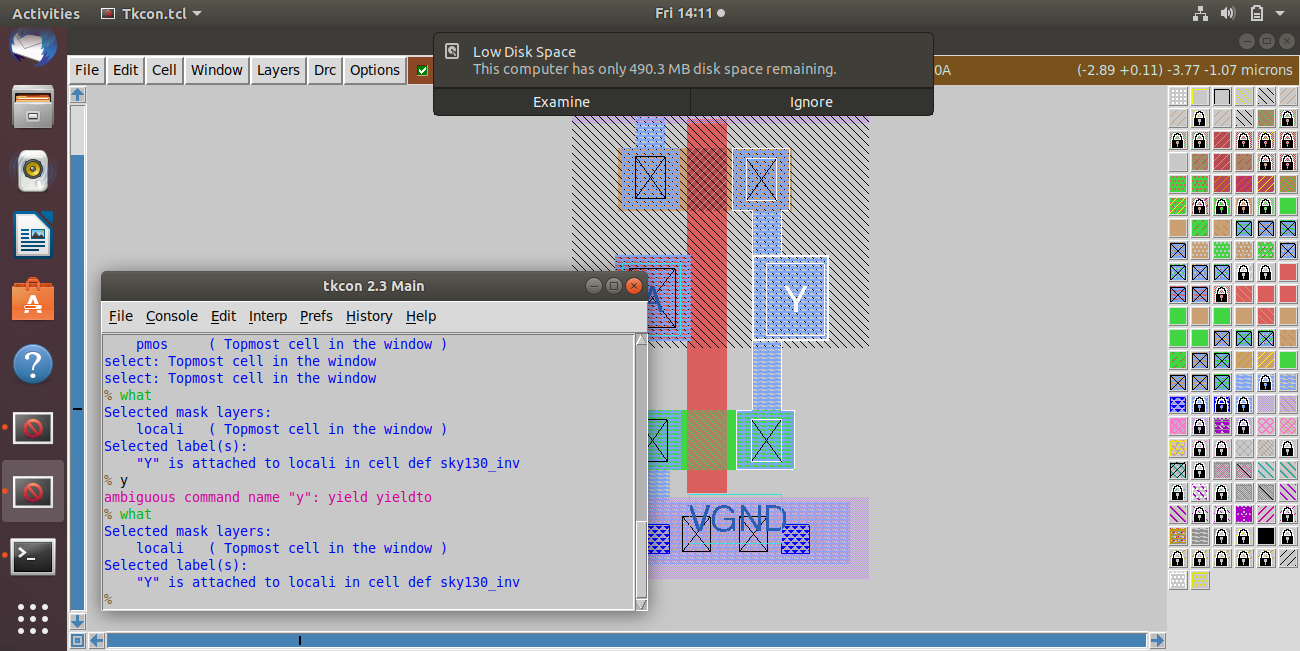 Activities
Tkcon.tcl
Fri 14:11
Low Disk Space
This computer has only 490.3 MB disk space remaining.
Examine
Ignore
File Edit Cell Window Layers Drc Options
0A
(-2.89 +0.11) -3.77 -1.07 microns
A
Y
VGND
tkcon 2.3 Main
File Console Edit Interp Prefs History Help
pmos ( Topmost cell in the window )
select: Topmost cell in the window
select: Topmost cell in the window
% what
Selected mask layers:
locali ( Topmost cell in the window )
Selected label(s):
"Y" is attached to locali in cell def sky130_inv
% y
ambiguous command name "y": yield yieldto
% what
Selected mask layers:
locali ( Topmost cell in the window )
Selected label(s):
"Y" is attached to locali in cell def sky130_inv
%